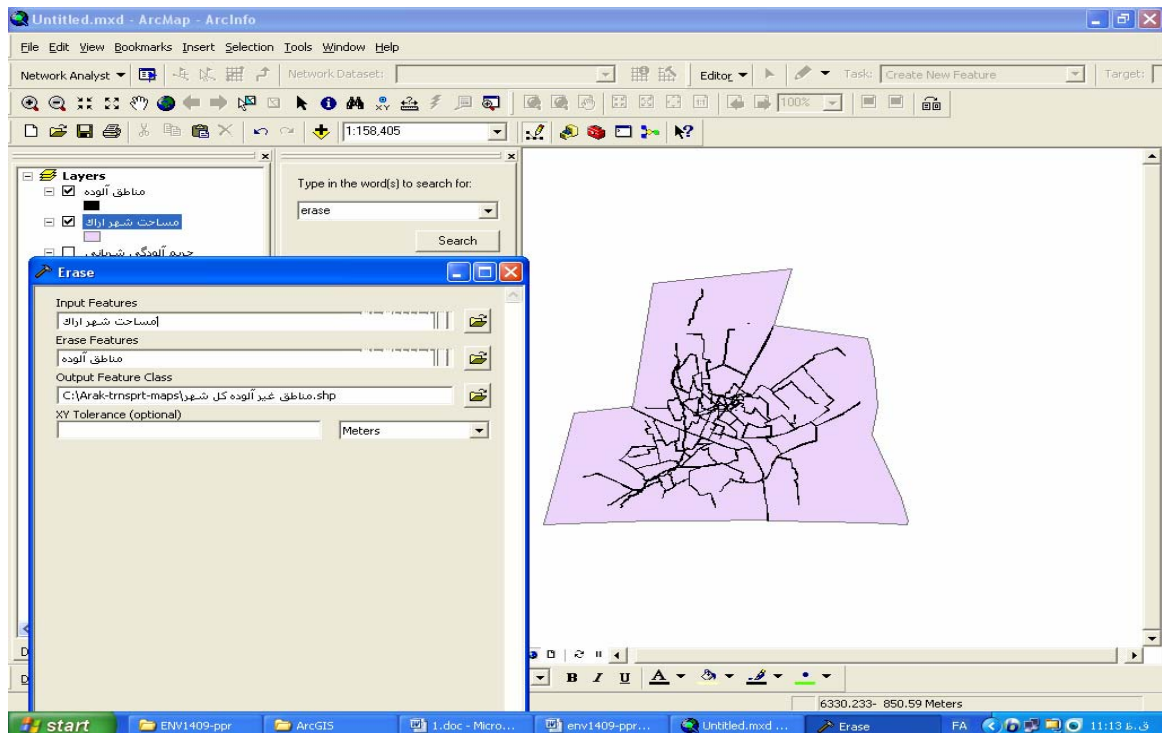 Untitled.mxd - ArcMap - ArcInfo
File Edit View Bookmarks Insert Selection Tools Window Help
Network Analyst Network Dataset: Editor Task: Create New Feature Target:
100%
1:158,405
Layers
مناطق آلوده
مساحت شهر اراك
حریم آلودگی شریانی
Type in the word(s) to search for:
erase
Search
Erase
Input Features
مساحت شهر اراك
Erase Features
مناطق آلوده
Output Feature Class
C:\Arak-trnsprt-maps\مناطق غیر آلوده کل شهر.shp
XY Tolerance (optional)
Meters
B I U A
6330.233- 850.59 Meters
start ENV1409-ppr ArcGIS 1.doc - Micro... env1409-ppr... Untitled.mxd ... Erase FA 11:13 ق.ظ